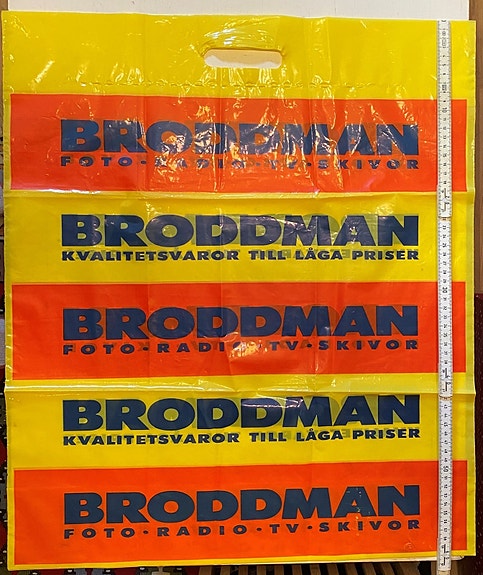 BRODDMAN
FOTO-RADIO-TV-SKIVOR
BRODDMAN
KVALITETSVAROR TILL LÅGA PRISER
BRODDMAN
FOTO-RADIO-TV-SKIVOR
BRODDMAN
KVALITETSVAROR TILL LÅGA PRISER
BRODDMAN
FOTO-RADIO-TV-SKIVOR